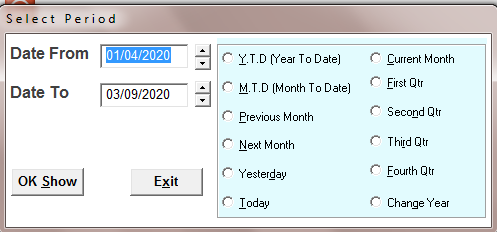 Select Period
Date From 01/04/2020
Date To 03/09/2020
OK Show Exit
Y.T.D (Year To Date)
M.T.D (Month To Date)
Previous Month
Next Month
Yesterday
Today
Current Month
First Qtr
Second Qtr
Third Qtr
Fourth Qtr
Change Year